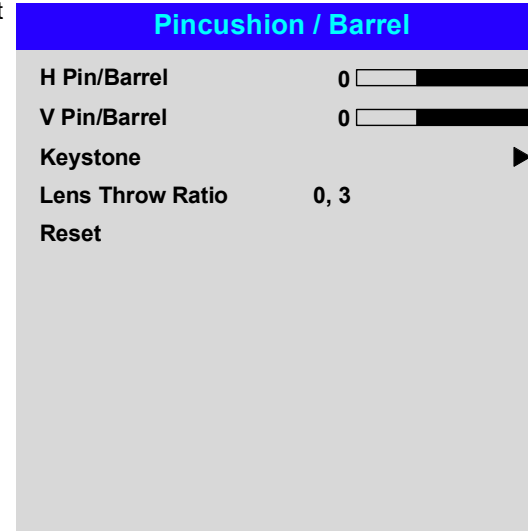 t
Pincushion / Barrel
H Pin/Barrel 0
V Pin/Barrel 0
Keystone
Lens Throw Ratio 0, 3
Reset